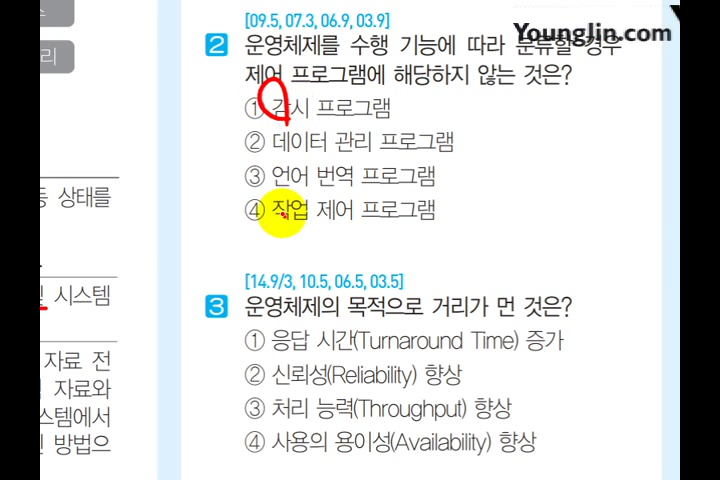 Younglin.com
리
등 상태를
시스템
자료 전
자료와
스템에서
방법으
[09.5, 07.3, 06.9, 03.9]
2 운영체제를 수행 기능에 따라 분류할 경우
제어 프로그램에 해당하지 않는 것은?
① 감시 프로그램
② 데이터 관리 프로그램
③ 언어 번역 프로그램
④ 작업 제어 프로그램
[14.9/3, 10.5, 06.5, 03.5]
3 운영체제의 목적으로 거리가 먼 것은?
① 응답 시간(Turnaround Time) 증가
② 신뢰성(Reliability) 향상
③ 처리 능력(Throughput) 향상
④ 사용의 용이성(Availability) 향상